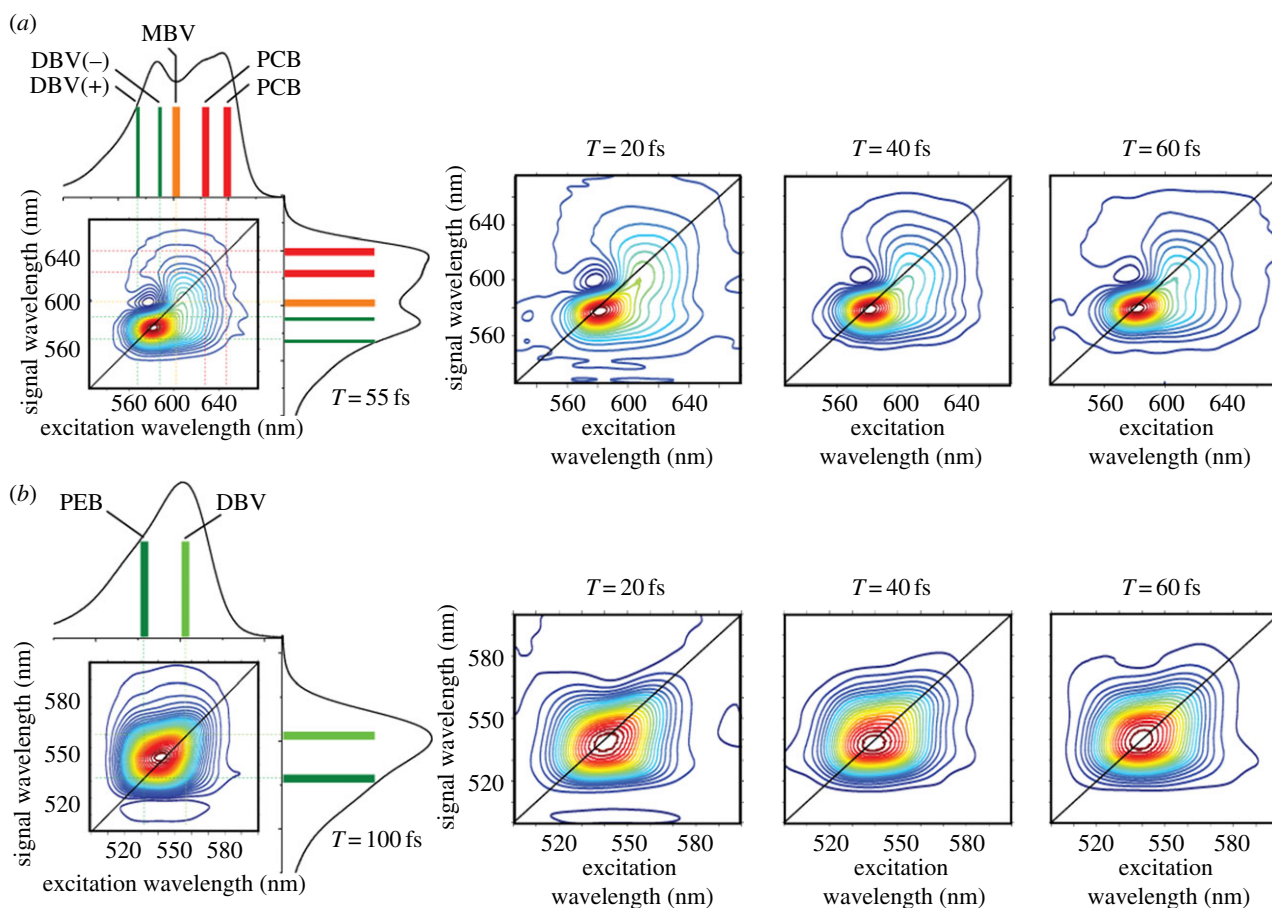 (a)
MBV
DBV(–)
PCB
DBV(+)
PCB
signal wavelength (nm)
640
600
560
560 600 640
excitation wavelength (nm)
T = 55 fs
T = 20 fs
signal wavelength (nm)
640
600
560
560 600 640
excitation
wavelength (nm)
T = 40 fs
560 600 640
excitation
wavelength (nm)
T = 60 fs
560 600 640
excitation
wavelength (nm)
(b)
PEB
DBV
signal wavelength (nm)
580
550
520
520 550 580
excitation wavelength (nm)
T = 100 fs
T = 20 fs
signal wavelength (nm)
580
550
520
520 550 580
excitation
wavelength (nm)
T = 40 fs
520 550 580
excitation
wavelength (nm)
T = 60 fs
520 550 580
excitation
wavelength (nm)